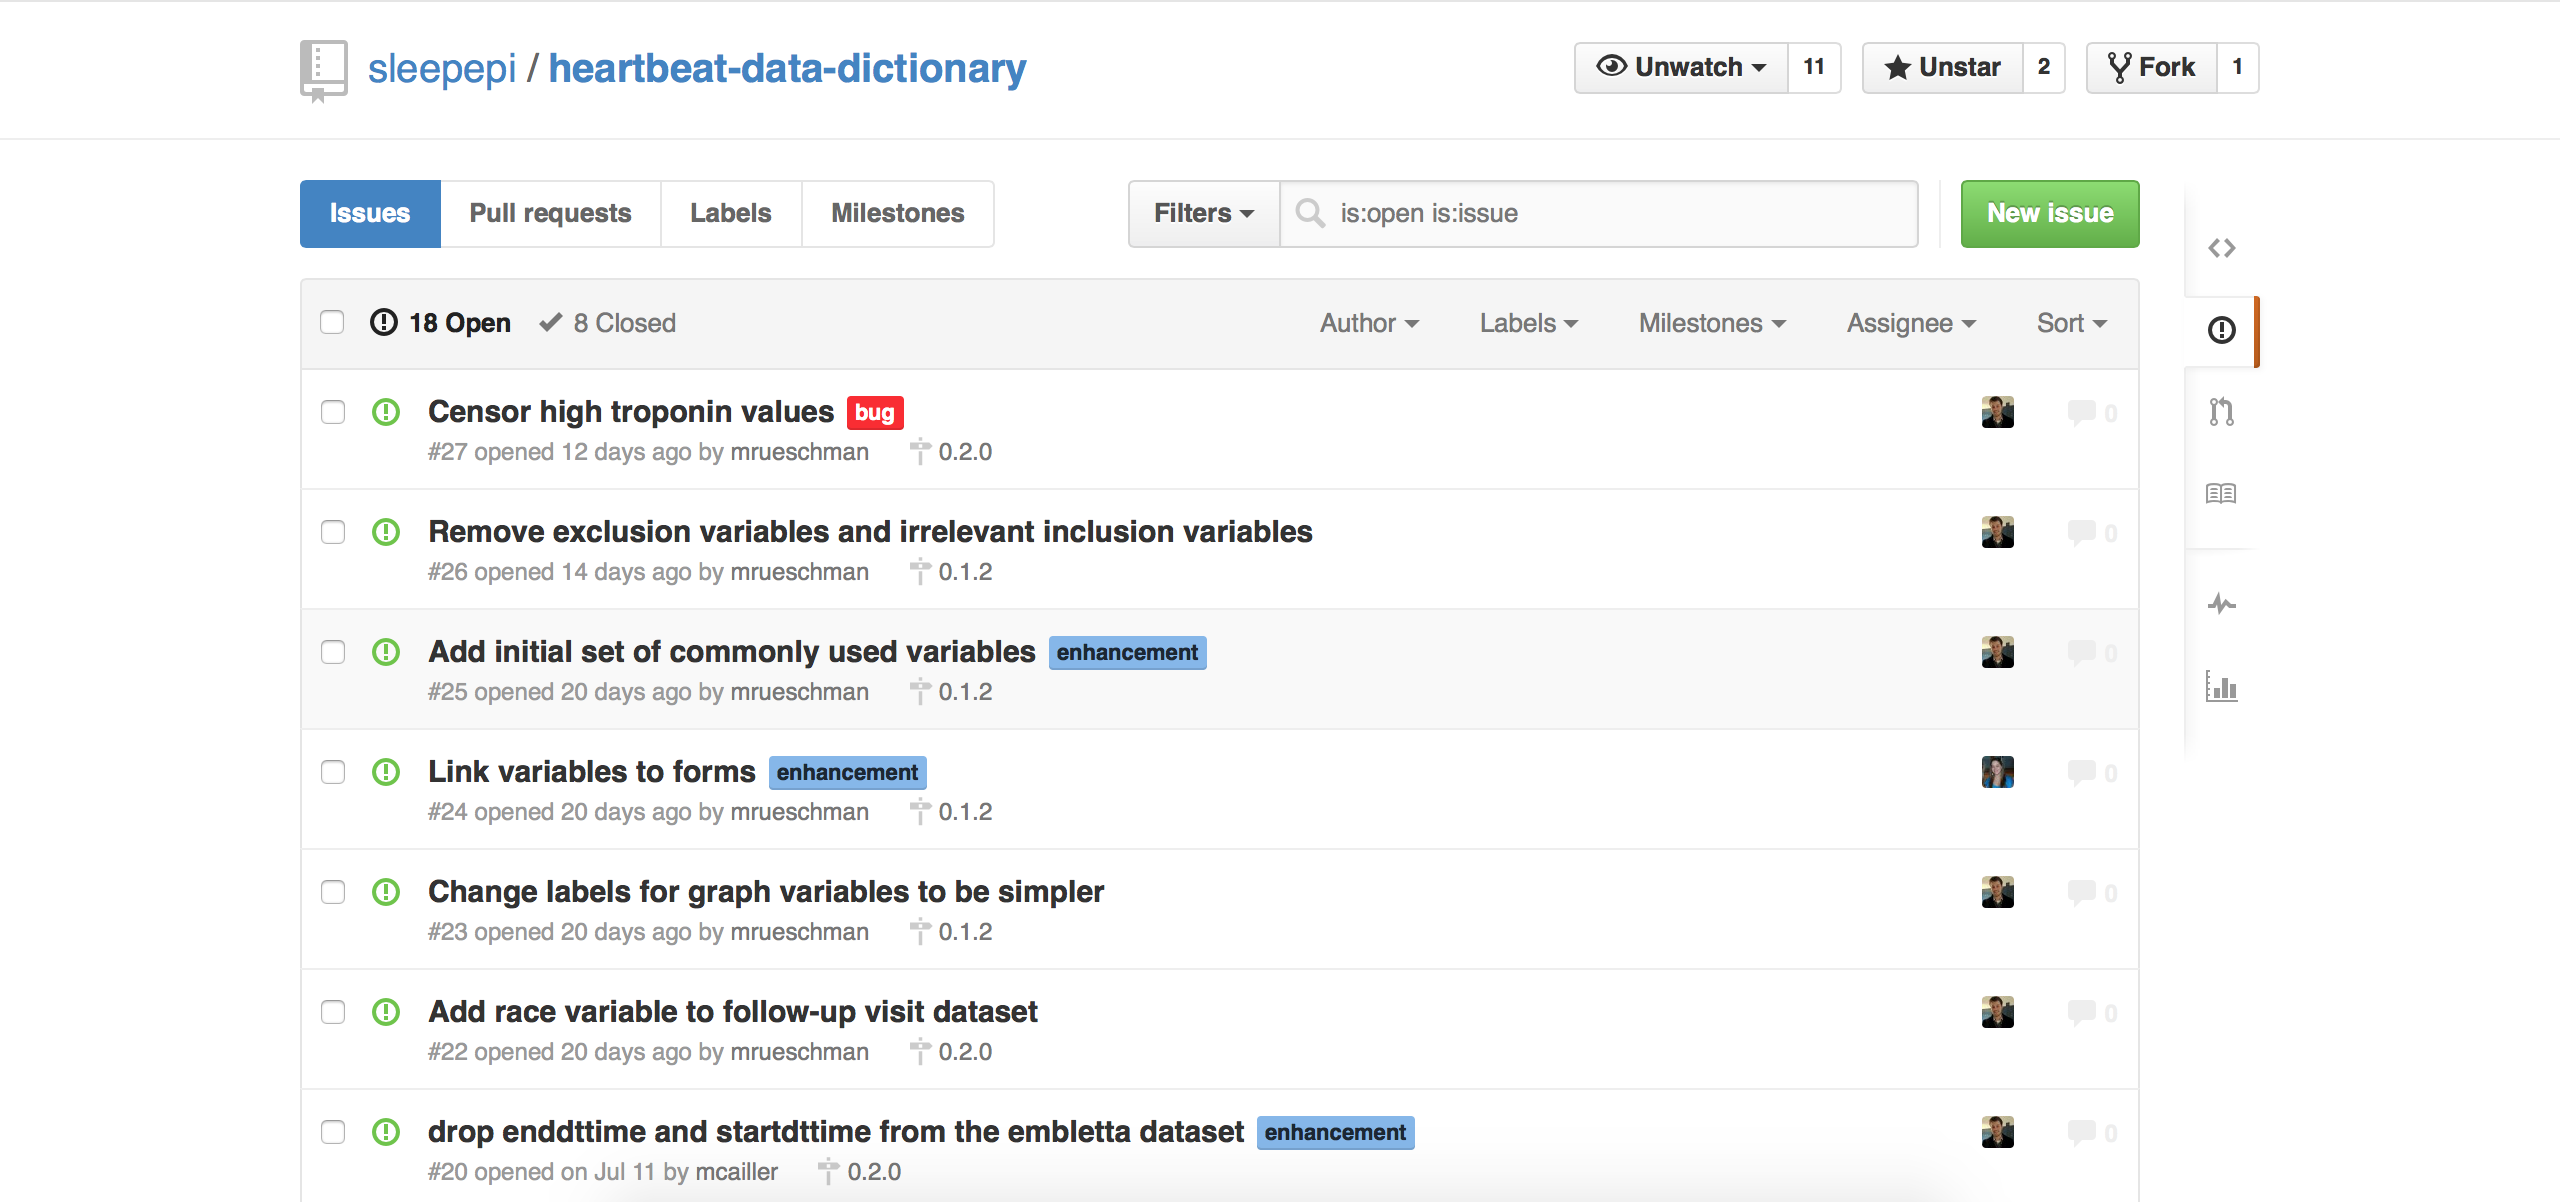 sleepepi / heartbeat-data-dictionary
Unwatch 11 Unstar 2 Fork 1
Issues Pull requests Labels Milestones Filters is:open is:issue New issue
18 Open 8 Closed Author Labels Milestones Assignee Sort
Censor high troponin values bug 0
#27 opened 12 days ago by mrueschman 0.2.0
Remove exclusion variables and irrelevant inclusion variables 0
#26 opened 14 days ago by mrueschman 0.1.2
Add initial set of commonly used variables enhancement 0
#25 opened 20 days ago by mrueschman 0.1.2
Link variables to forms enhancement 0
#24 opened 20 days ago by mrueschman 0.1.2
Change labels for graph variables to be simpler 0
#23 opened 20 days ago by mrueschman 0.1.2
Add race variable to follow-up visit dataset 0
#22 opened 20 days ago by mrueschman 0.2.0
drop enddttime and startdttime from the embletta dataset enhancement 0
#20 opened on Jul 11 by mcailler 0.2.0